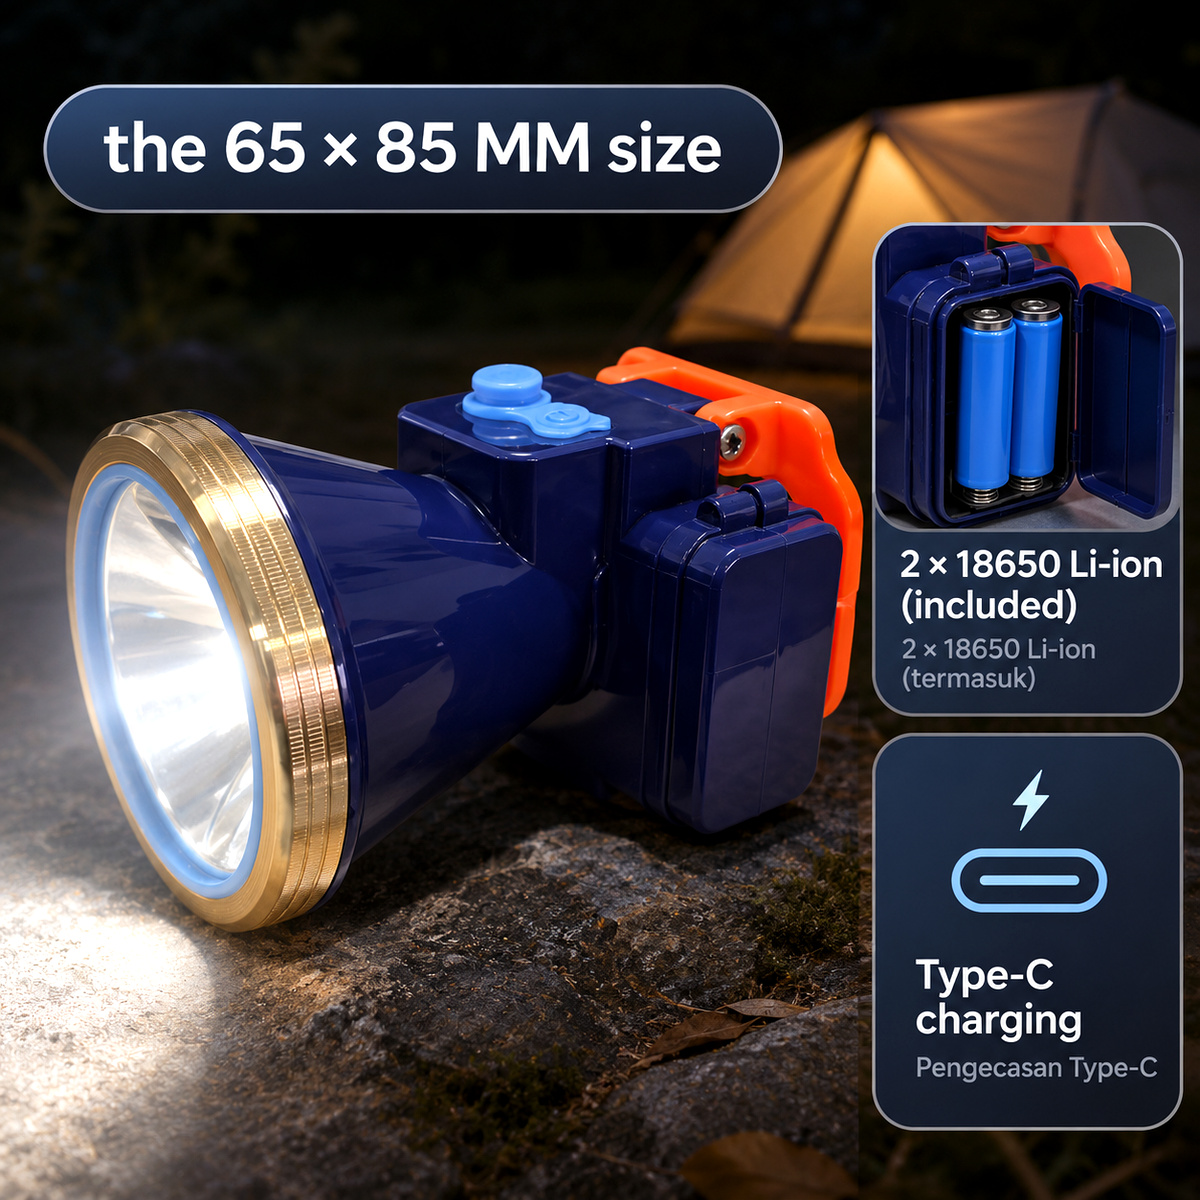 the 65 × 85 MM size
2 × 18650 Li-ion
(included)
2 × 18650 Li-ion
(termasuk)
Type-C
charging
Pengecasan Type-C